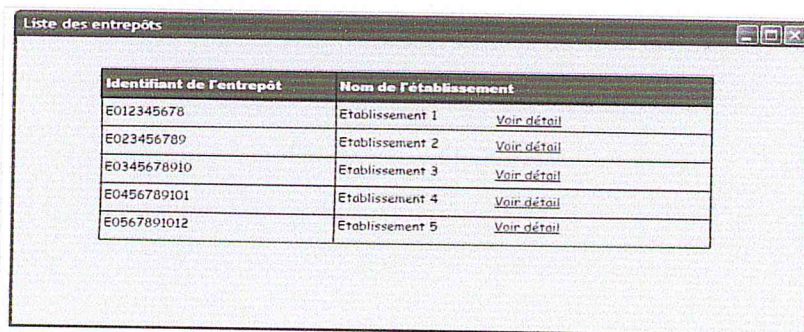 Liste des entrepôts
Identifiant de l'entrepôt Nom de l'établissement
E012345678 Etablissement 1 Voir détail
E023456789 Etablissement 2 Voir détail
E0345678910 Etablissement 3 Voir détail
E0456789101 Etablissement 4 Voir détail
E0567891012 Etablissement 5 Voir détail